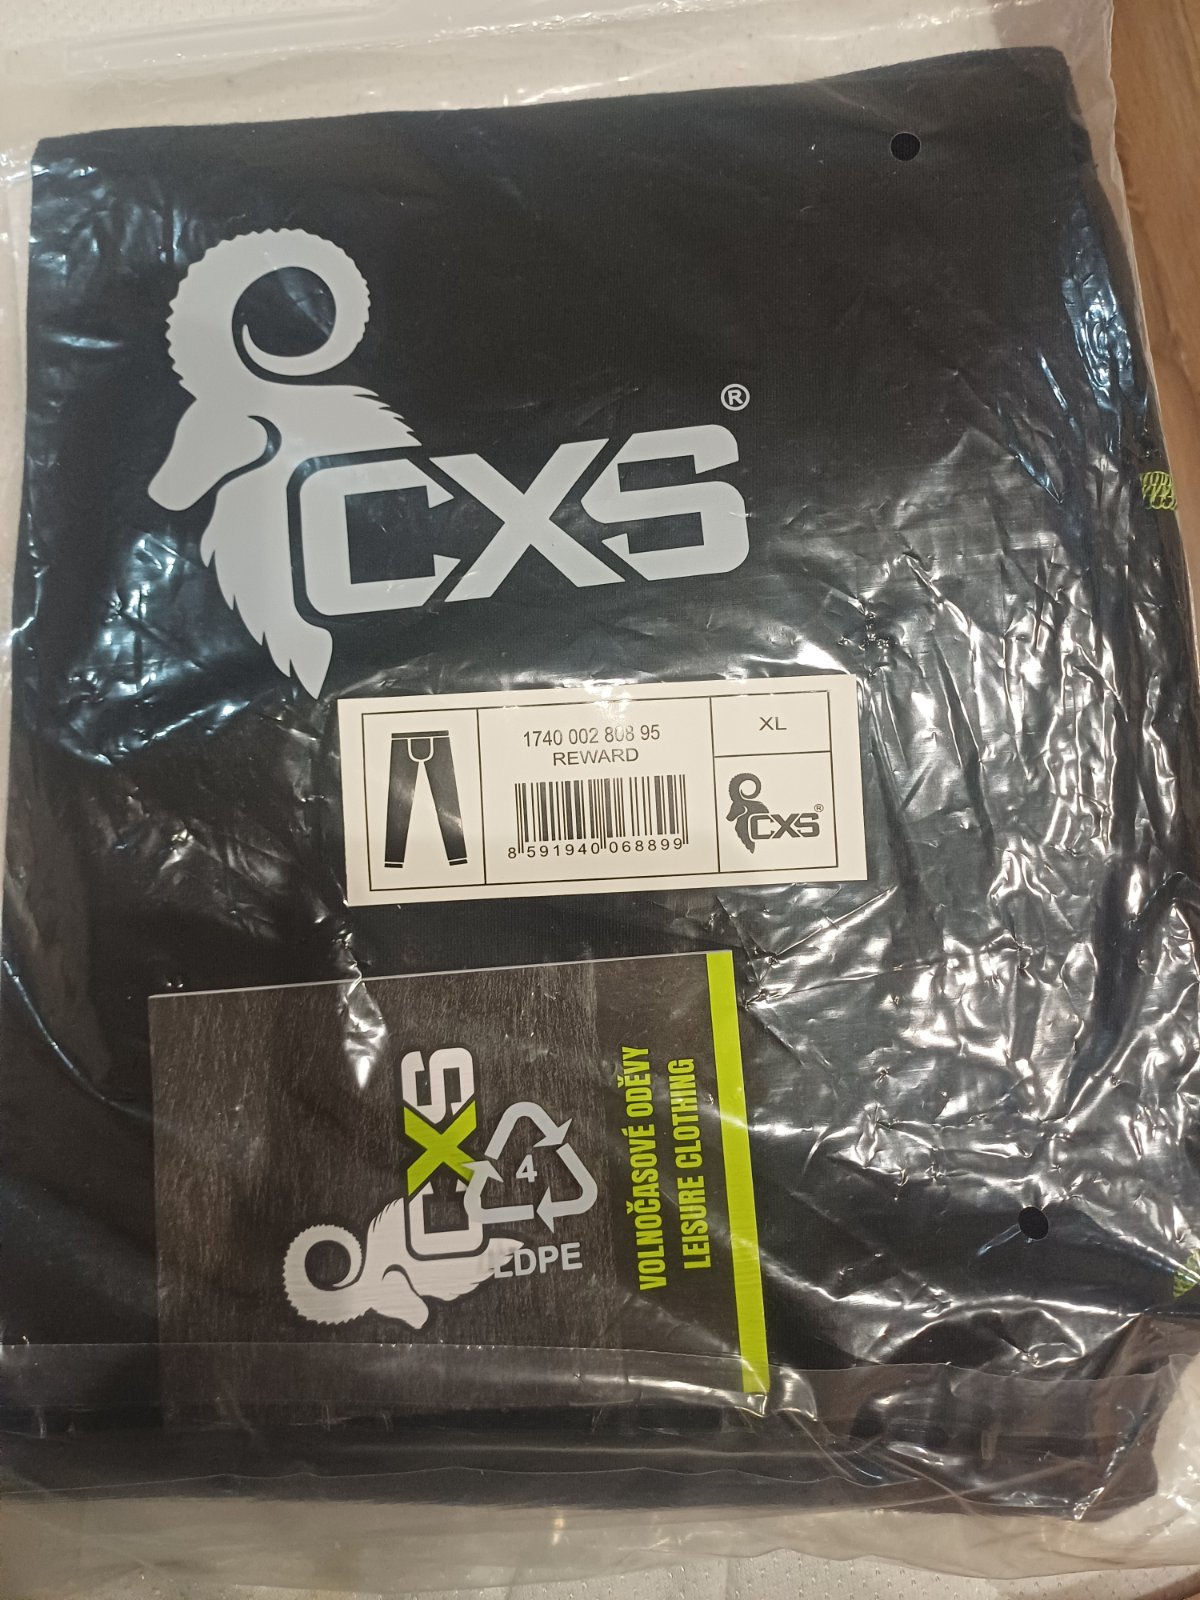 CXS®
1740 002 808 95
REWARD
XL
8 591940 068899
CXS®
CXS
4
LDPE
VOLNOČASOVÉ ODĚVY
LEISURE CLOTHING